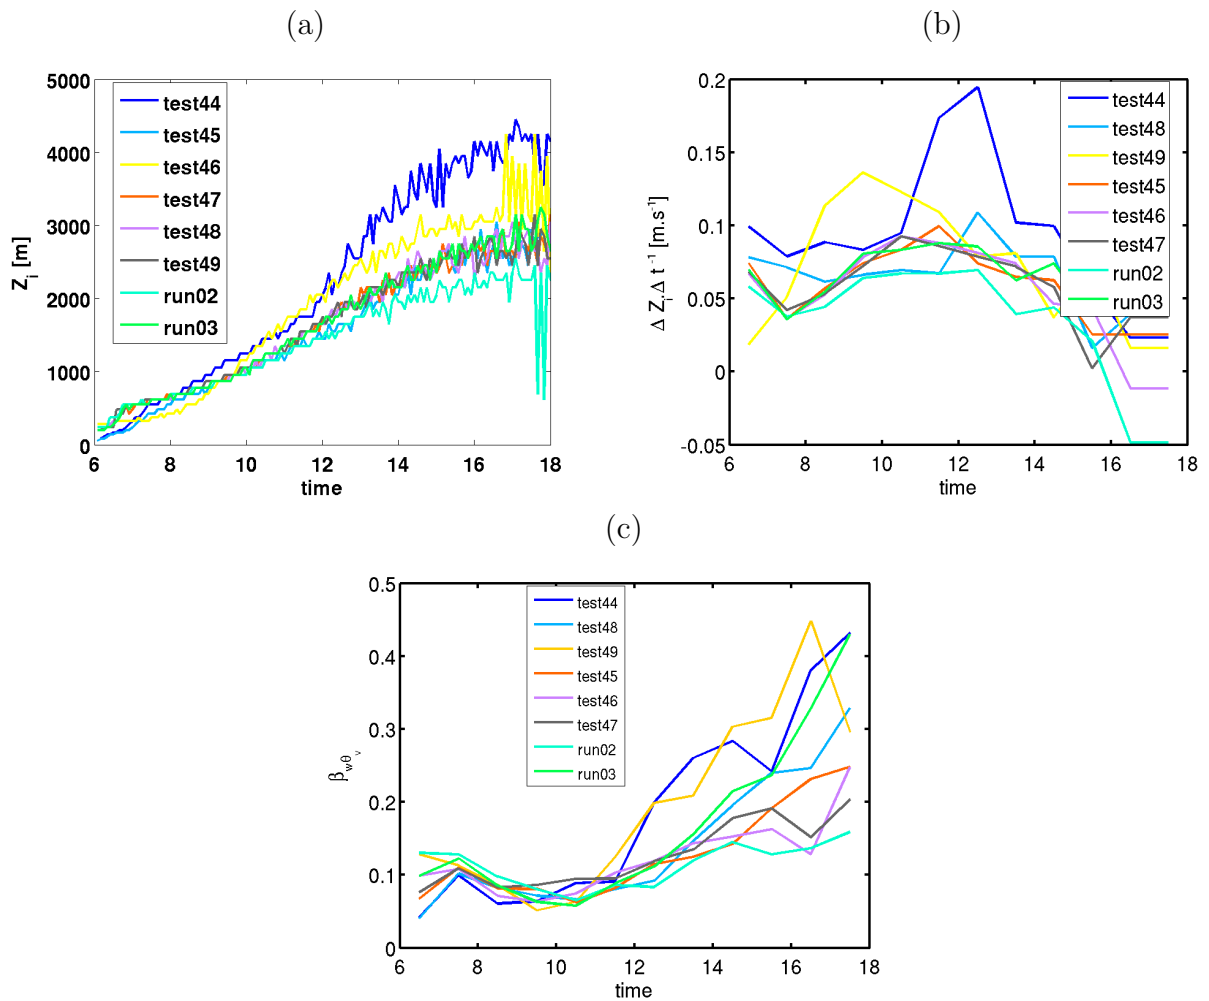 (a)
(b)
5000
4000
3000
2000
1000
0
Z_i [m]
test44
test45
test46
test47
test48
test49
run02
run03
6 8 10 12 14 16 18
time
0.2
0.15
0.1
0.05
0
-0.05
Δ Z_i.Δ t^-1 [m.s^-1]
test44
test48
test49
test45
test46
test47
run02
run03
6 8 10 12 14 16 18
time
(c)
0.5
0.4
0.3
0.2
0.1
0
β_wθ_v
test44
test48
test49
test45
test46
test47
run02
run03
6 8 10 12 14 16 18
time